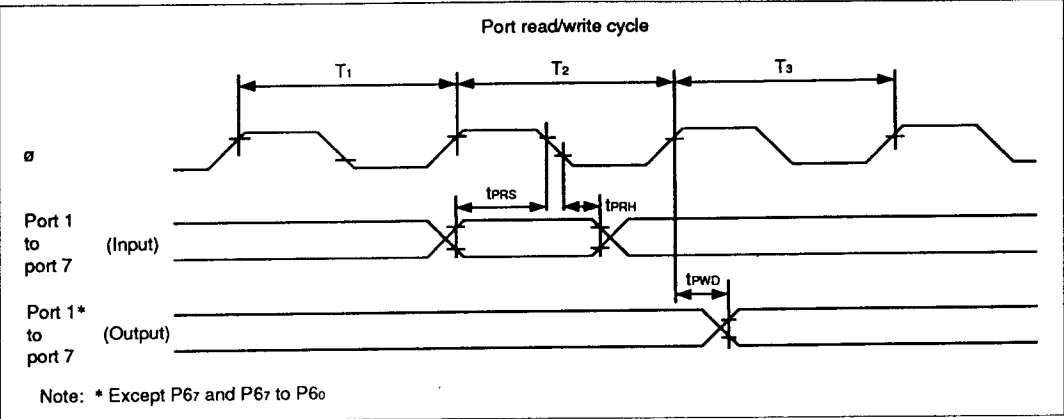 Port read/write cycle
T1 T2 T3
ø
tPRS tPRH
Port 1
to (Input)
port 7
tPWD
Port 1*
to (Output)
port 7
Note: * Except P67 and P67 to P60